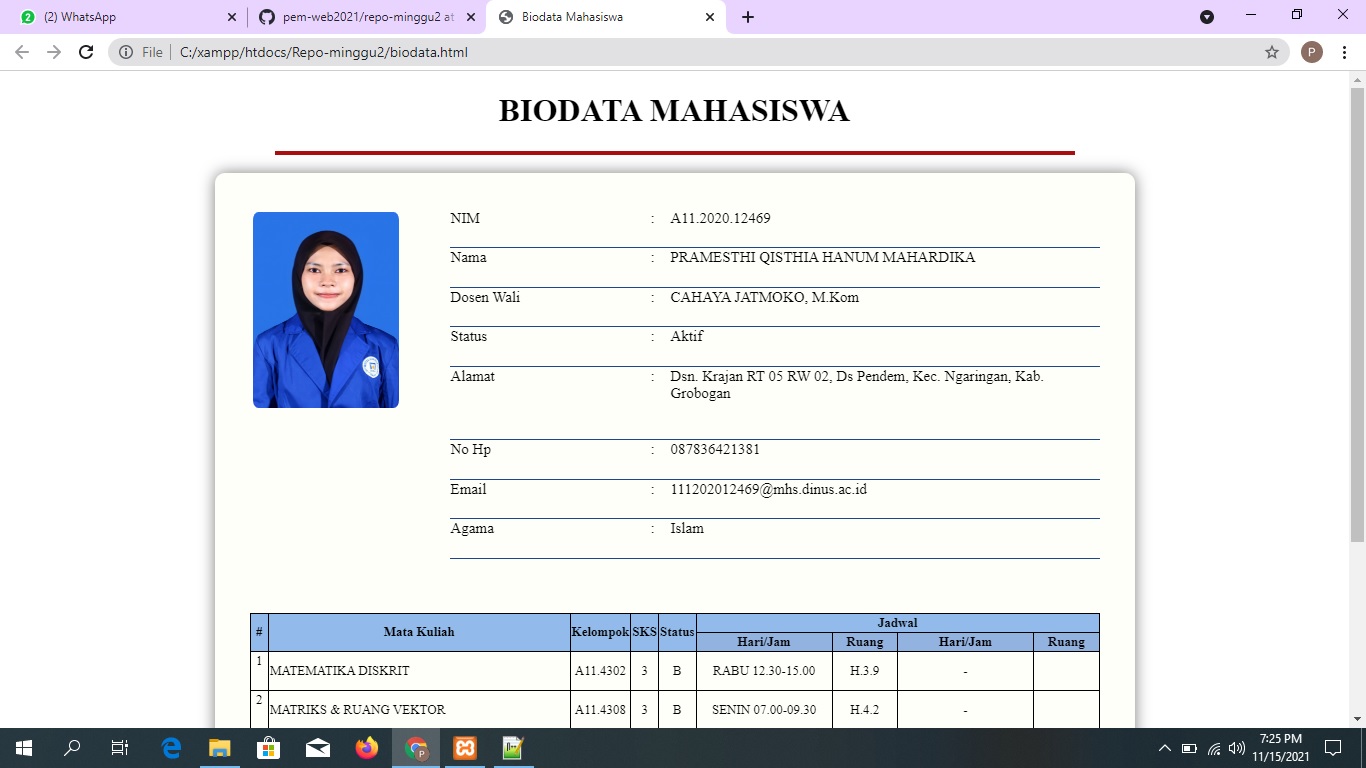 (2) WhatsApp
pem-web2021/repo-minggu2 at
Biodata Mahasiswa
File
C:/xampp/htdocs/Repo-minggu2/biodata.html
P
BIODATA MAHASISWA
NIM : A11.2020.12469
Nama : PRAMESTHI QISTHIA HANUM MAHARDIKA
Dosen Wali : CAHAYA JATMOKO, M.Kom
Status : Aktif
Alamat : Dsn. Krajan RT 05 RW 02, Ds Pendem, Kec. Ngaringan, Kab.
Grobogan
No Hp : 087836421381
Email : 111202012469@mhs.dinus.ac.id
Agama : Islam
# Mata Kuliah Kelompok SKS Status Jadwal
Hari/Jam Ruang Hari/Jam Ruang
1 MATEMATIKA DISKRIT A11.4302 3 B RABU 12.30-15.00 H.3.9 -
2 MATRIKS & RUANG VEKTOR A11.4308 3 B SENIN 07.00-09.30 H.4.2 -
7:25 PM
11/15/2021